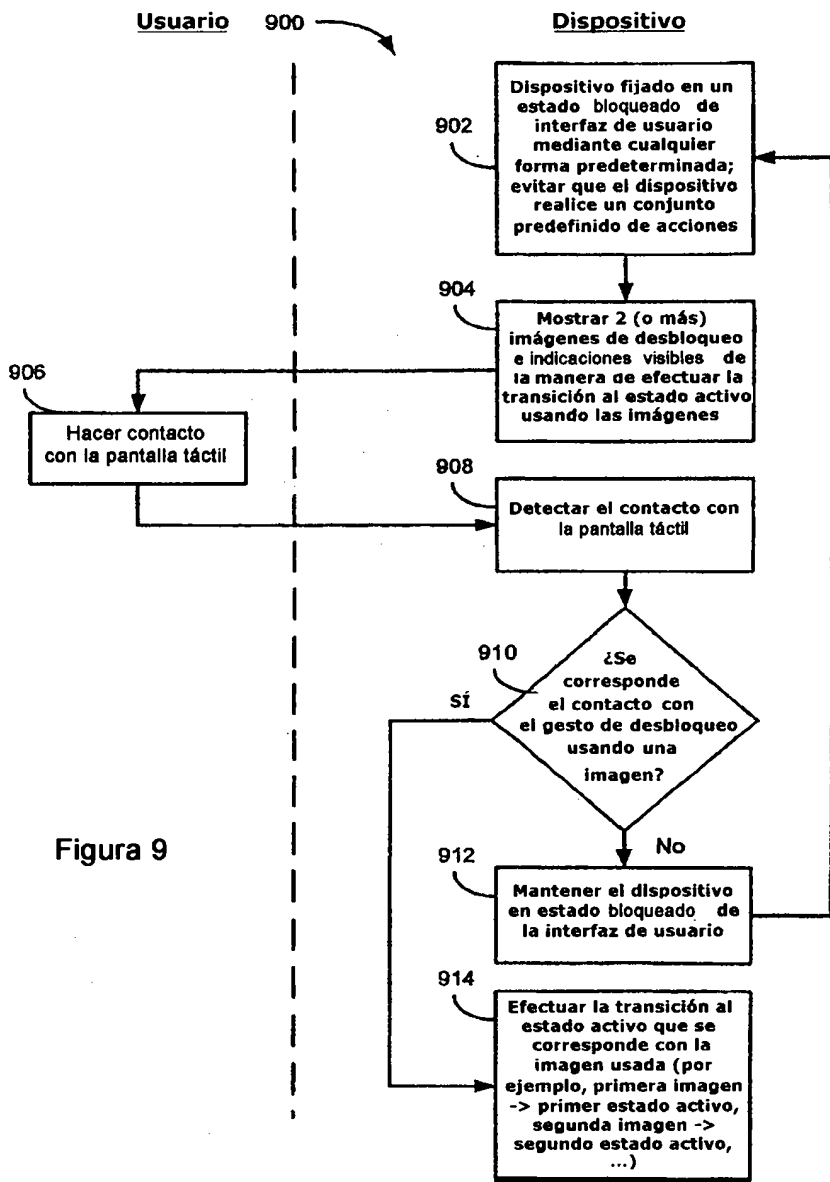 Usuario
900
Dispositivo
902
Dispositivo fijado en un
estado bloqueado de
interfaz de usuario
mediante cualquier
forma predeterminada;
evitar que el dispositivo
realice un conjunto
predefinido de acciones
904
Mostrar 2 (o más)
imágenes de desbloqueo
e indicaciones visibles de
la manera de efectuar la
transición al estado activo
usando las imágenes
906
Hacer contacto
con la pantalla táctil
908
Detectar el contacto con
la pantalla táctil
910
¿Se
corresponde
el contacto con
el gesto de desbloqueo
usando una
imagen?
SÍ
No
Figura 9
912
Mantener el dispositivo
en estado bloqueado de
la interfaz de usuario
914
Efectuar la transición al
estado activo que se
corresponde con la
imagen usada (por
ejemplo, primera imagen
-> primer estado activo,
segunda imagen ->
segundo estado activo,
...)